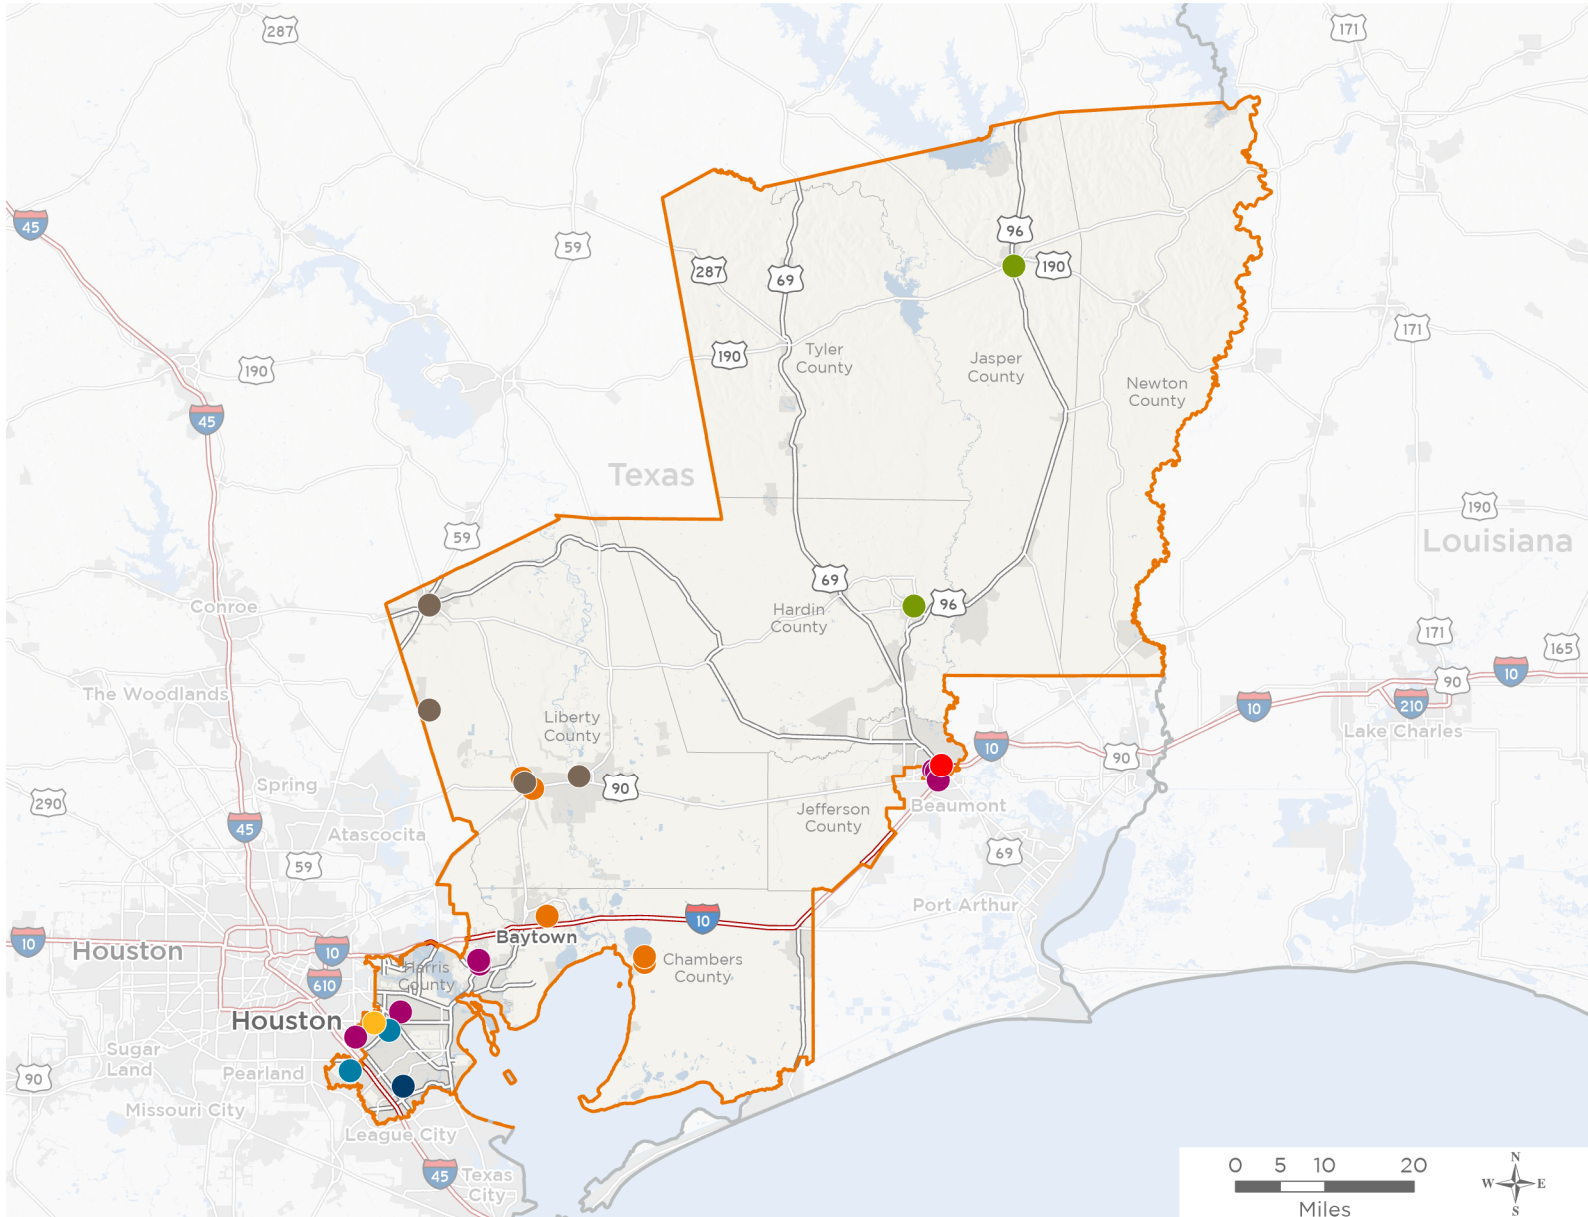 287
171
45
59
96
190
287
69
171
190
190
Tyler
County
Jasper
County
Newton
County
45
Texas
190
59
Louisiana
69
96
Conroe
Hardin
County
171
165
10
90
The Woodlands
210
10
Liberty
County
Lake Charles
10
90
Spring
90
290
Jefferson
County
Beaumont
45
Atascocita
59
69
Port Arthur
10
10
Baytown
Houston
10
Harris
County
Chambers
County
610
Houston
Sugar
Land
Pearland
90
Missouri City
League City
45
Texas
City
0 5 10 20
Miles
N
W E
S